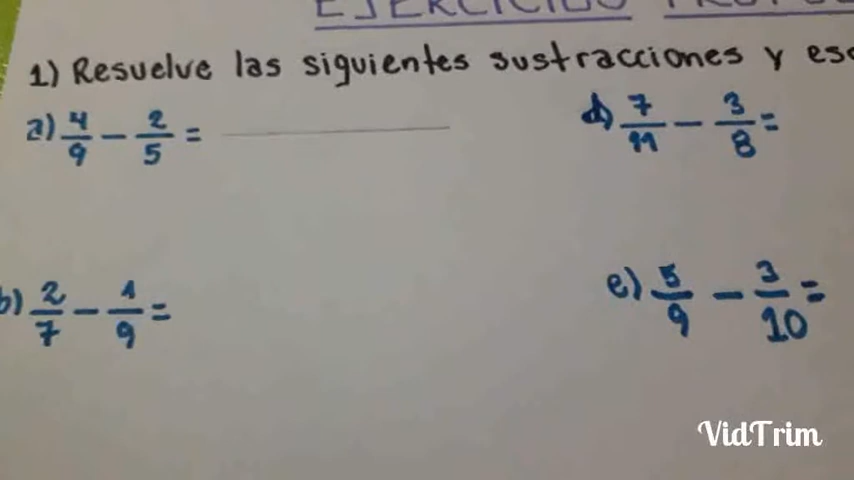 EJERCICIOS
1) Resuelve las siguientes sustracciones y
a) 4/9 - 2/5 =
d) 7/11 - 3/8 =
b) 2/7 - 1/9 =
e) 5/9 - 3/10 =
VidTrim